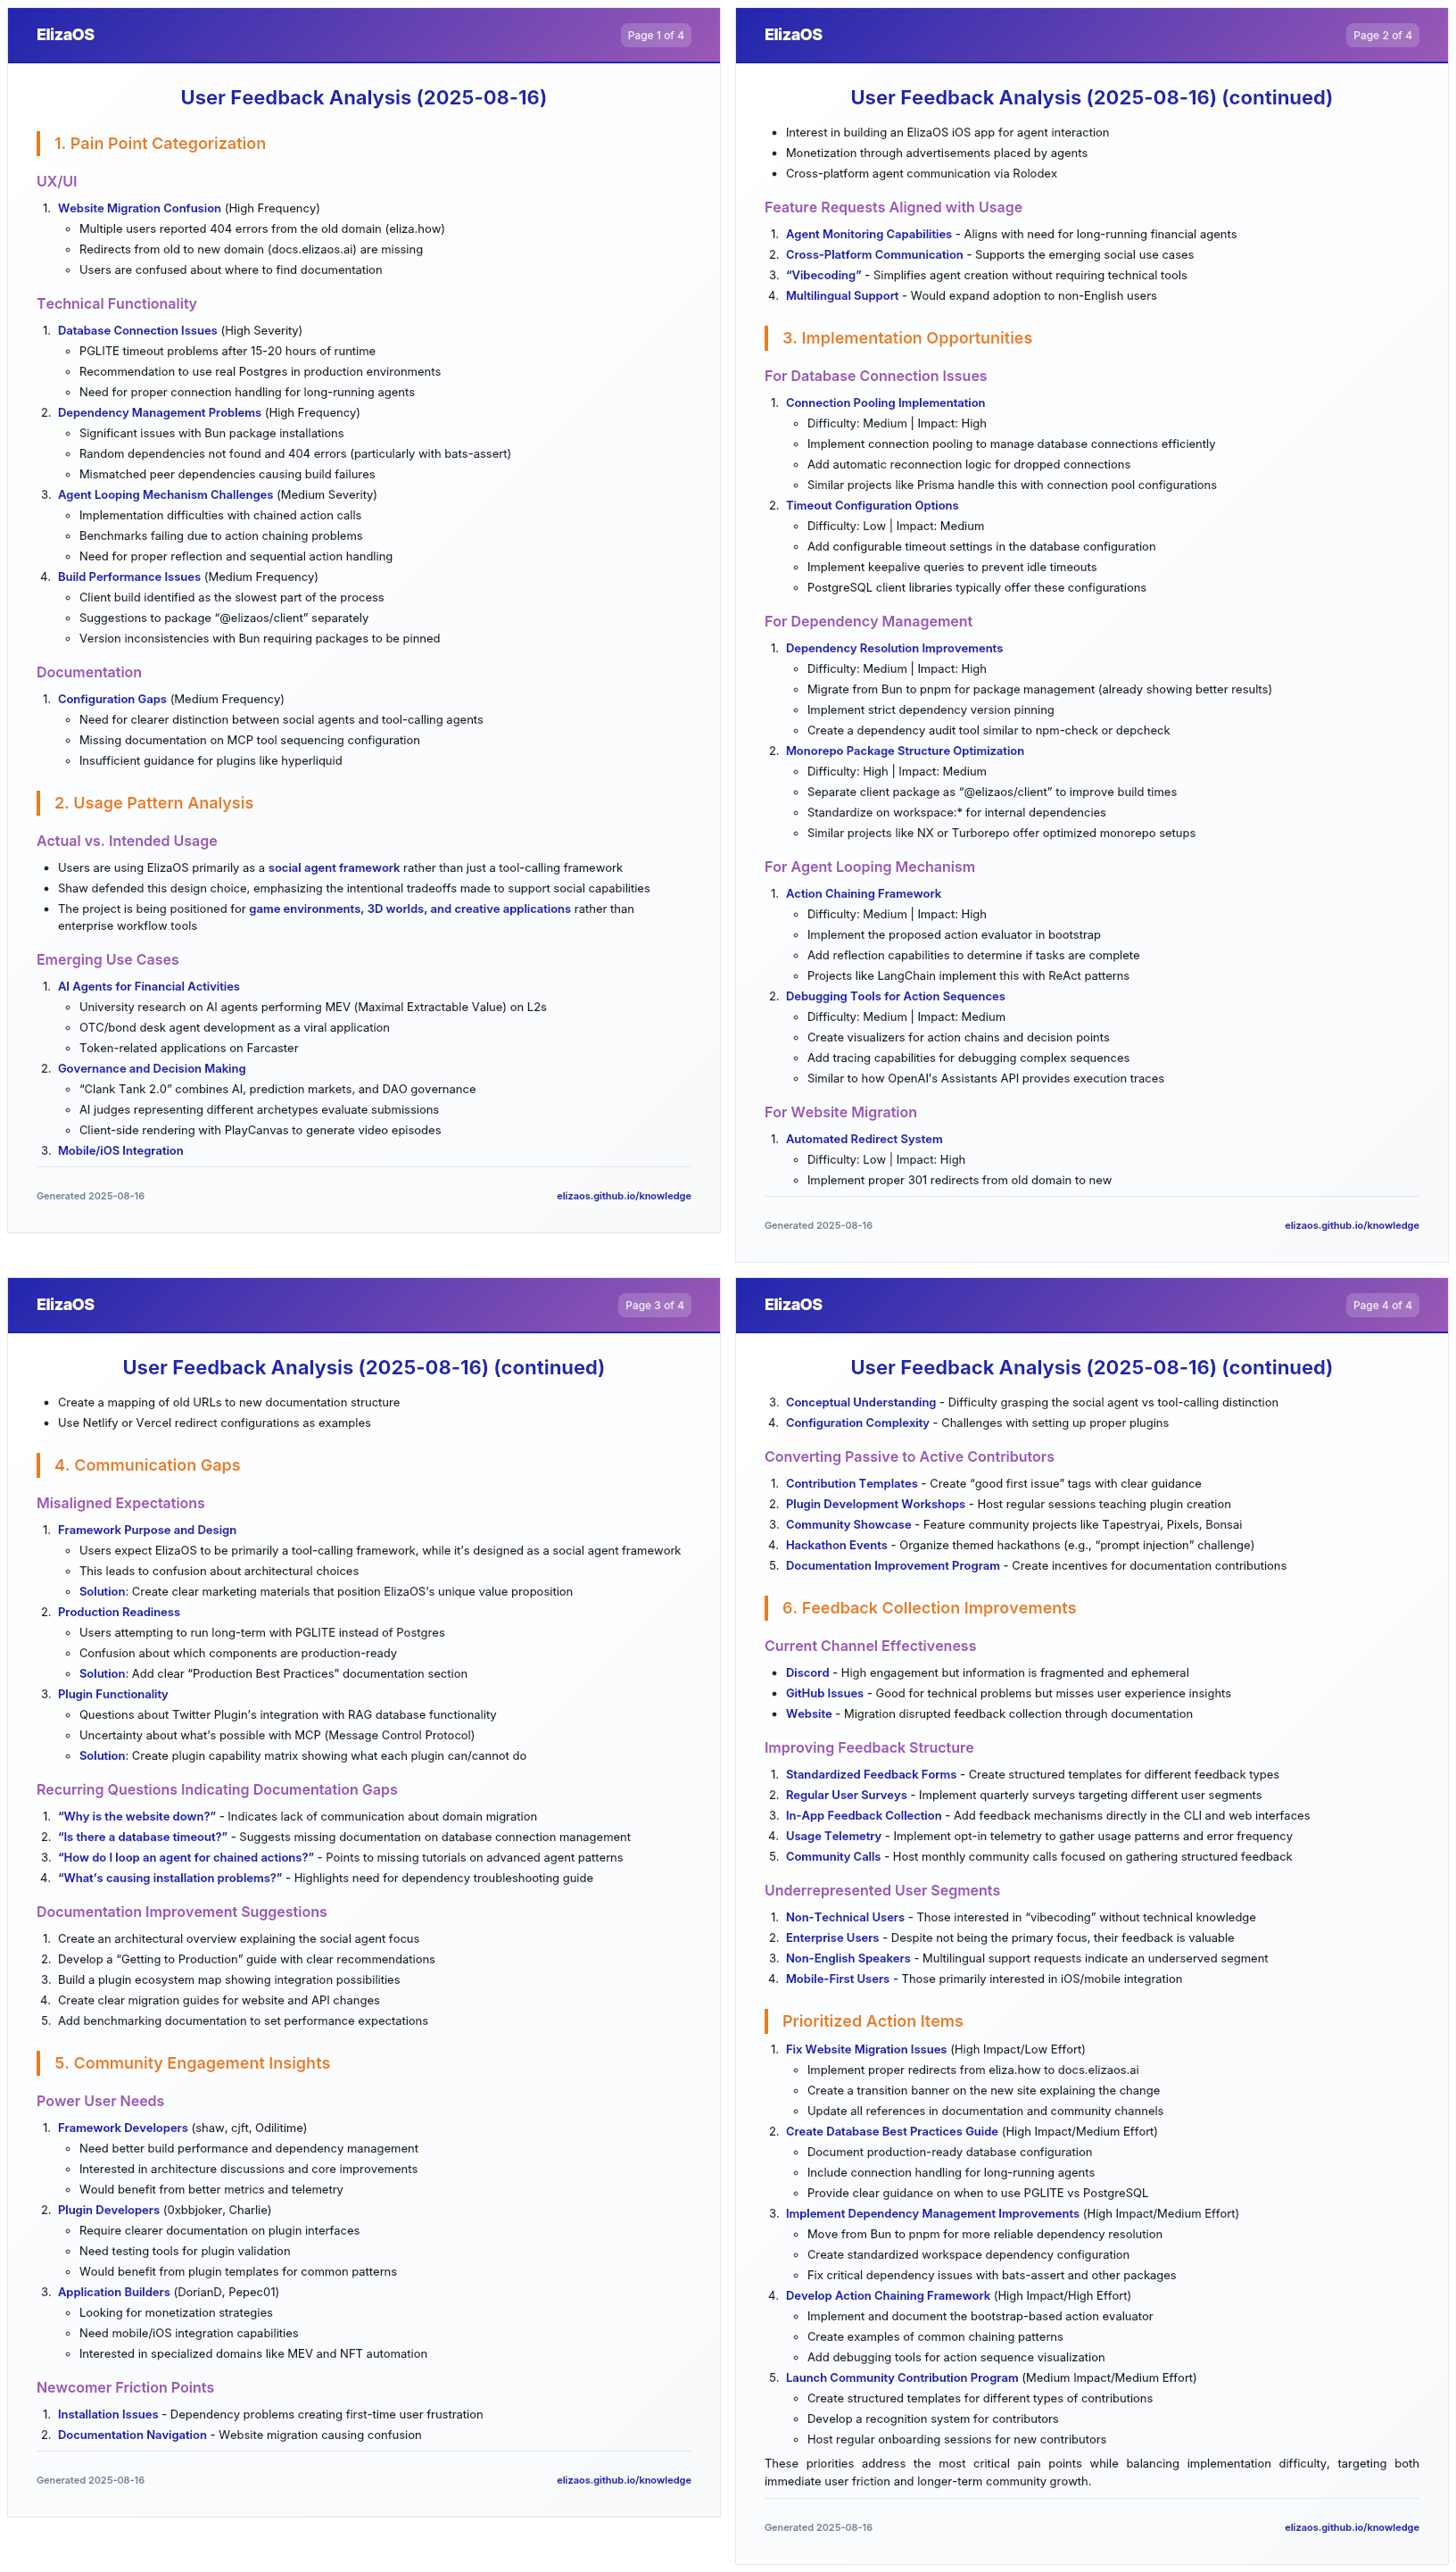 ElizaOS
Page 1 of 4
User Feedback Analysis (2025-08-16)
1. Pain Point Categorization
UX/UI
1. Website Migration Confusion (High Frequency)
◦ Multiple users reported 404 errors from the old domain (eliza.how)
◦ Redirects from old to new domain (docs.elizaos.ai) are missing
◦ Users are confused about where to find documentation
Technical Functionality
1. Database Connection Issues (High Severity)
◦ PGLITE timeout problems after 15-20 hours of runtime
◦ Recommendation to use real Postgres in production environments
◦ Need for proper connection handling for long-running agents
2. Dependency Management Problems (High Frequency)
◦ Significant issues with Bun package installations
◦ Random dependencies not found and 404 errors (particularly with bats-assert)
◦ Mismatched peer dependencies causing build failures
3. Agent Looping Mechanism Challenges (Medium Severity)
◦ Implementation difficulties with chained action calls
◦ Benchmarks failing due to action chaining problems
◦ Need for proper reflection and sequential action handling
4. Build Performance Issues (Medium Frequency)
◦ Client build identified as the slowest part of the process
◦ Suggestions to package “@elizaos/client” separately
◦ Version inconsistencies with Bun requiring packages to be pinned
Documentation
1. Configuration Gaps (Medium Frequency)
◦ Need for clearer distinction between social agents and tool-calling agents
◦ Missing documentation on MCP tool sequencing configuration
◦ Insufficient guidance for plugins like hyperliquid
2. Usage Pattern Analysis
Actual vs. Intended Usage
• Users are using ElizaOS primarily as a social agent framework rather than just a tool-calling framework
• Shaw defended this design choice, emphasizing the intentional tradeoffs made to support social capabilities
• The project is being positioned for game environments, 3D worlds, and creative applications rather than
enterprise workflow tools
Emerging Use Cases
1. AI Agents for Financial Activities
◦ University research on AI agents performing MEV (Maximal Extractable Value) on L2s
◦ OTC/bond desk agent development as a viral application
◦ Token-related applications on Farcaster
2. Governance and Decision Making
◦ “Clank Tank 2.0” combines AI, prediction markets, and DAO governance
◦ AI judges representing different archetypes evaluate submissions
◦ Client-side rendering with PlayCanvas to generate video episodes
3. Mobile/iOS Integration
Generated 2025-08-16
elizaos.github.io/knowledge
ElizaOS
Page 2 of 4
User Feedback Analysis (2025-08-16) (continued)
• Interest in building an ElizaOS iOS app for agent interaction
• Monetization through advertisements placed by agents
• Cross-platform agent communication via Rolodex
Feature Requests Aligned with Usage
1. Agent Monitoring Capabilities - Aligns with need for long-running financial agents
2. Cross-Platform Communication - Supports the emerging social use cases
3. “Vibecoding” - Simplifies agent creation without requiring technical tools
4. Multilingual Support - Would expand adoption to non-English users
3. Implementation Opportunities
For Database Connection Issues
1. Connection Pooling Implementation
◦ Difficulty: Medium | Impact: High
◦ Implement connection pooling to manage database connections efficiently
◦ Add automatic reconnection logic for dropped connections
◦ Similar projects like Prisma handle this with connection pool configurations
2. Timeout Configuration Options
◦ Difficulty: Low | Impact: Medium
◦ Add configurable timeout settings in the database configuration
◦ Implement keepalive queries to prevent idle timeouts
◦ PostgreSQL client libraries typically offer these configurations
For Dependency Management
1. Dependency Resolution Improvements
◦ Difficulty: Medium | Impact: High
◦ Migrate from Bun to pnpm for package management (already showing better results)
◦ Implement strict dependency version pinning
◦ Create a dependency audit tool similar to npm-check or depcheck
2. Monorepo Package Structure Optimization
◦ Difficulty: High | Impact: Medium
◦ Separate client package as “@elizaos/client” to improve build times
◦ Standardize on workspace:* for internal dependencies
◦ Similar projects like NX or Turborepo offer optimized monorepo setups
For Agent Looping Mechanism
1. Action Chaining Framework
◦ Difficulty: Medium | Impact: High
◦ Implement the proposed action evaluator in bootstrap
◦ Add reflection capabilities to determine if tasks are complete
◦ Projects like LangChain implement this with ReAct patterns
2. Debugging Tools for Action Sequences
◦ Difficulty: Medium | Impact: Medium
◦ Create visualizers for action chains and decision points
◦ Add tracing capabilities for debugging complex sequences
◦ Similar to how OpenAI’s Assistants API provides execution traces
For Website Migration
1. Automated Redirect System
◦ Difficulty: Low | Impact: High
◦ Implement proper 301 redirects from old domain to new
Generated 2025-08-16
elizaos.github.io/knowledge
ElizaOS
Page 3 of 4
User Feedback Analysis (2025-08-16) (continued)
• Create a mapping of old URLs to new documentation structure
• Use Netlify or Vercel redirect configurations as examples
4. Communication Gaps
Misaligned Expectations
1. Framework Purpose and Design
◦ Users expect ElizaOS to be primarily a tool-calling framework, while it’s designed as a social agent framework
◦ This leads to confusion about architectural choices
◦ Solution: Create clear marketing materials that position ElizaOS’s unique value proposition
2. Production Readiness
◦ Users attempting to run long-term with PGLITE instead of Postgres
◦ Confusion about which components are production-ready
◦ Solution: Add clear “Production Best Practices” documentation section
3. Plugin Functionality
◦ Questions about Twitter Plugin’s integration with RAG database functionality
◦ Uncertainty about what’s possible with MCP (Message Control Protocol)
◦ Solution: Create plugin capability matrix showing what each plugin can/cannot do
Recurring Questions Indicating Documentation Gaps
1. “Why is the website down?” - Indicates lack of communication about domain migration
2. “Is there a database timeout?” - Suggests missing documentation on database connection management
3. “How do I loop an agent for chained actions?” - Points to missing tutorials on advanced agent patterns
4. “What’s causing installation problems?” - Highlights need for dependency troubleshooting guide
Documentation Improvement Suggestions
1. Create an architectural overview explaining the social agent focus
2. Develop a “Getting to Production” guide with clear recommendations
3. Build a plugin ecosystem map showing integration possibilities
4. Create clear migration guides for website and API changes
5. Add benchmarking documentation to set performance expectations
5. Community Engagement Insights
Power User Needs
1. Framework Developers (shaw, cjft, Odilitime)
◦ Need better build performance and dependency management
◦ Interested in architecture discussions and core improvements
◦ Would benefit from better metrics and telemetry
2. Plugin Developers (0xbbjoker, Charlie)
◦ Require clearer documentation on plugin interfaces
◦ Need testing tools for plugin validation
◦ Would benefit from plugin templates for common patterns
3. Application Builders (DorianD, Pepec01)
◦ Looking for monetization strategies
◦ Need mobile/iOS integration capabilities
◦ Interested in specialized domains like MEV and NFT automation
Newcomer Friction Points
1. Installation Issues - Dependency problems creating first-time user frustration
2. Documentation Navigation - Website migration causing confusion
Generated 2025-08-16
elizaos.github.io/knowledge
ElizaOS
Page 4 of 4
User Feedback Analysis (2025-08-16) (continued)
3. Conceptual Understanding - Difficulty grasping the social agent vs tool-calling distinction
4. Configuration Complexity - Challenges with setting up proper plugins
Converting Passive to Active Contributors
1. Contribution Templates - Create “good first issue” tags with clear guidance
2. Plugin Development Workshops - Host regular sessions teaching plugin creation
3. Community Showcase - Feature community projects like Tapestryai, Pixels, Bonsai
4. Hackathon Events - Organize themed hackathons (e.g., “prompt injection” challenge)
5. Documentation Improvement Program - Create incentives for documentation contributions
6. Feedback Collection Improvements
Current Channel Effectiveness
• Discord - High engagement but information is fragmented and ephemeral
• GitHub Issues - Good for technical problems but misses user experience insights
• Website - Migration disrupted feedback collection through documentation
Improving Feedback Structure
1. Standardized Feedback Forms - Create structured templates for different feedback types
2. Regular User Surveys - Implement quarterly surveys targeting different user segments
3. In-App Feedback Collection - Add feedback mechanisms directly in the CLI and web interfaces
4. Usage Telemetry - Implement opt-in telemetry to gather usage patterns and error frequency
5. Community Calls - Host monthly community calls focused on gathering structured feedback
Underrepresented User Segments
1. Non-Technical Users - Those interested in “vibecoding” without technical knowledge
2. Enterprise Users - Despite not being the primary focus, their feedback is valuable
3. Non-English Speakers - Multilingual support requests indicate an underserved segment
4. Mobile-First Users - Those primarily interested in iOS/mobile integration
Prioritized Action Items
1. Fix Website Migration Issues (High Impact/Low Effort)
◦ Implement proper redirects from eliza.how to docs.elizaos.ai
◦ Create a transition banner on the new site explaining the change
◦ Update all references in documentation and community channels
2. Create Database Best Practices Guide (High Impact/Medium Effort)
◦ Document production-ready database configuration
◦ Include connection handling for long-running agents
◦ Provide clear guidance on when to use PGLITE vs PostgreSQL
3. Implement Dependency Management Improvements (High Impact/Medium Effort)
◦ Move from Bun to pnpm for more reliable dependency resolution
◦ Create standardized workspace dependency configuration
◦ Fix critical dependency issues with bats-assert and other packages
4. Develop Action Chaining Framework (High Impact/High Effort)
◦ Implement and document the bootstrap-based action evaluator
◦ Create examples of common chaining patterns
◦ Add debugging tools for action sequence visualization
5. Launch Community Contribution Program (Medium Impact/Medium Effort)
◦ Create structured templates for different types of contributions
◦ Develop a recognition system for contributors
◦ Host regular onboarding sessions for new contributors
These priorities address the most critical pain points while balancing implementation difficulty, targeting both
immediate user friction and longer-term community growth.
Generated 2025-08-16
elizaos.github.io/knowledge